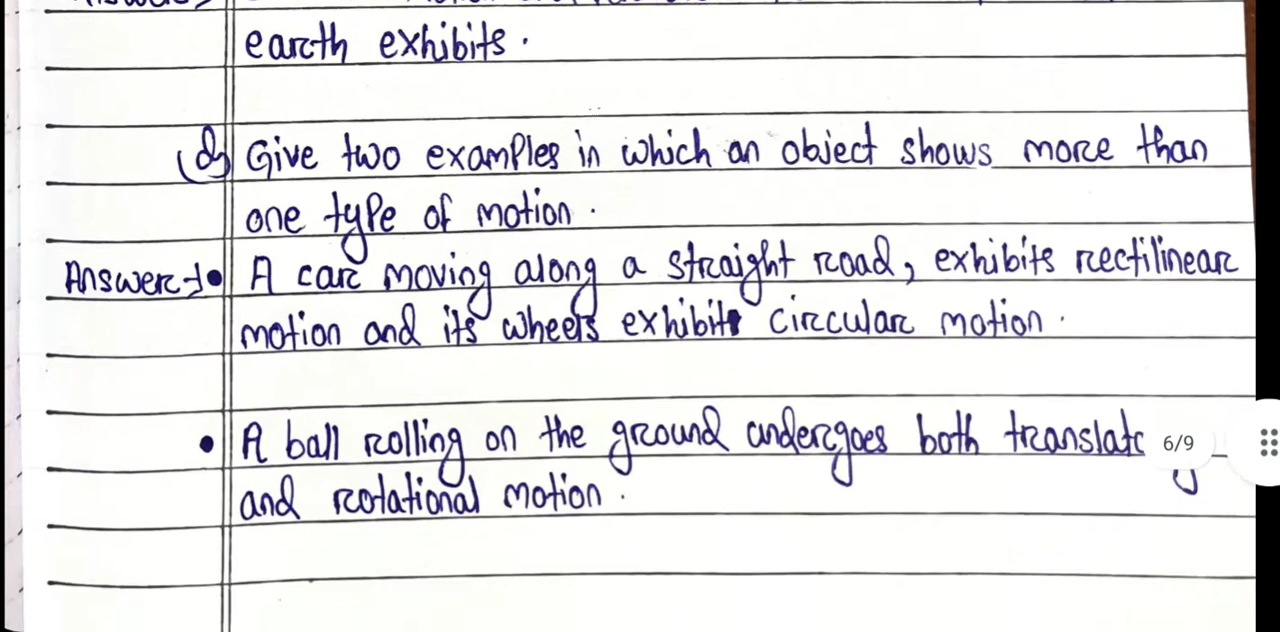 earth exhibits.
(d) Give two examples in which an object shows more than
one type of motion.
Answer → • A car moving along a straight road, exhibits rectilinear
motion and its wheels exhibit circular motion.
• A ball rolling on the ground undergoes both
6/9
and rotational motion.